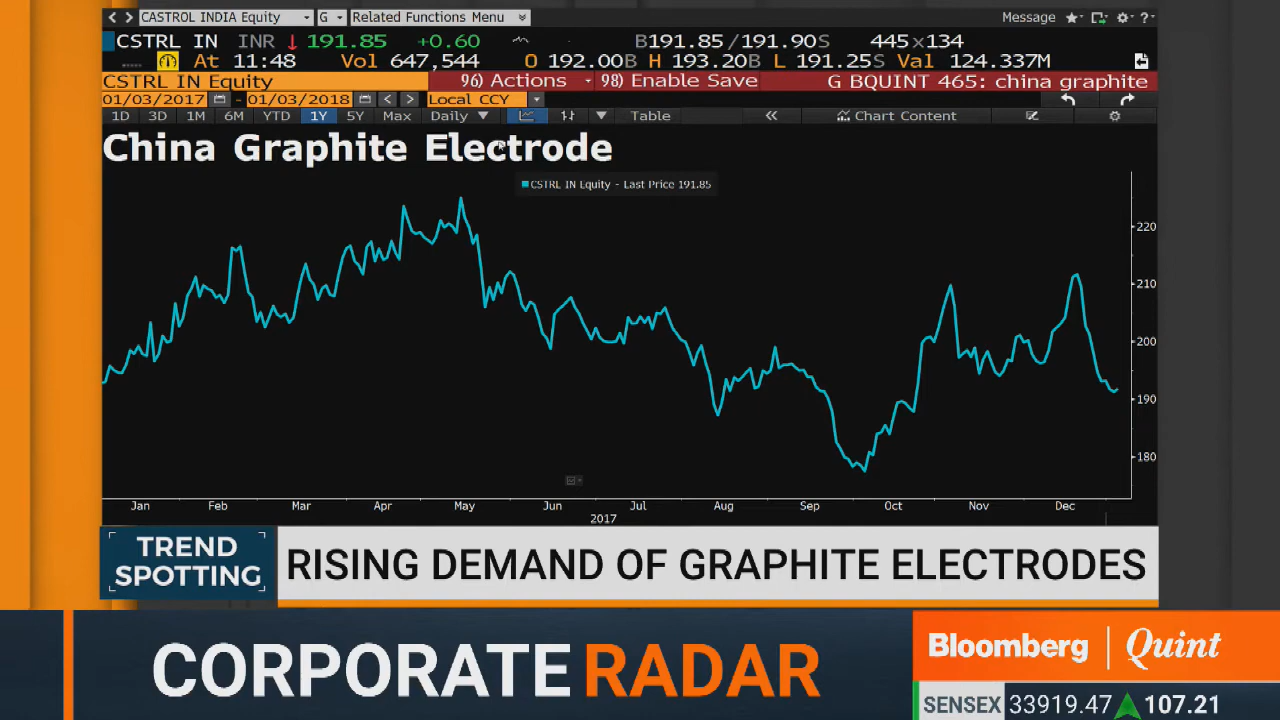 CASTROL INDIA Equity G Related Functions Menu Message
CSTRL IN INR 191.85 +0.60 B191.85/191.90S 445x134
At 11:48 Vol 647,544 O 192.00B H 193.20B L 191.25S Val 124.337M
CSTRL IN Equity 96) Actions 98) Enable Save G BQUINT 465: china graphite
01/03/2017 - 01/03/2018 Local CCY
1D 3D 1M 6M YTD 1Y 5Y Max Daily Table Chart Content
China Graphite Electrode
CSTRL IN Equity - Last Price 191.85
220
210
200
190
180
Jan Feb Mar Apr May Jun Jul Aug Sep Oct Nov Dec
2017
TREND SPOTTING
RISING DEMAND OF GRAPHITE ELECTRODES
CORPORATE RADAR
Bloomberg | Quint
SENSEX 33919.47 107.21